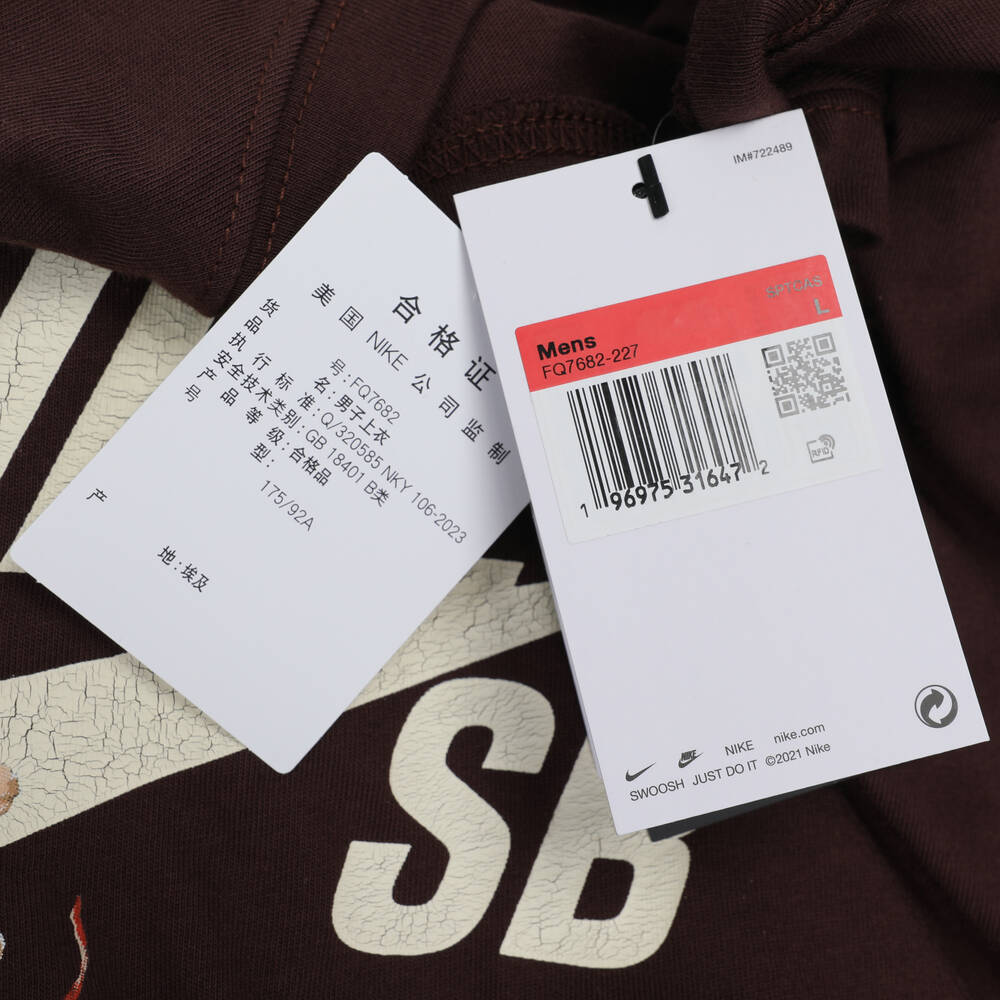 合格证
美国 NIKE 公司监制
货 号:FQ7682
品 名:男子上衣
执 行 标 准:Q/320585 NKY 106-2023
安全技术类别:GB 18401 B类
产 品 等 级:合格品
号 型:
175/92A
产 地:埃及
IM#722489
SPTCAS
L
Mens
FQ7682-227
RFID
1 96975 31647 2
NIKE nike.com
SWOOSH JUST DO IT ©2021 Nike
SB